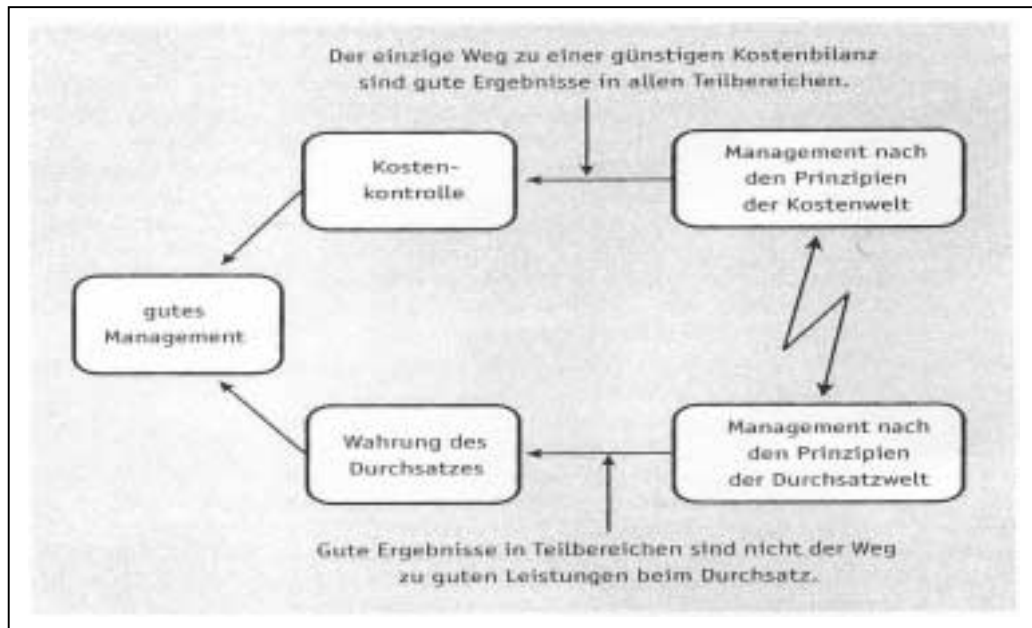 Der einzige Weg zu einer günstigen Kostenbilanz
sind gute Ergebnisse in allen Teilbereichen.
Kosten-
kontrolle
Management nach
den Prinzipien
der Kostenwelt
gutes
Management
Wahrung des
Durchsatzes
Management nach
den Prinzipien
der Durchsatzwelt
Gute Ergebnisse in Teilbereichen sind nicht der Weg
zu guten Leistungen beim Durchsatz.